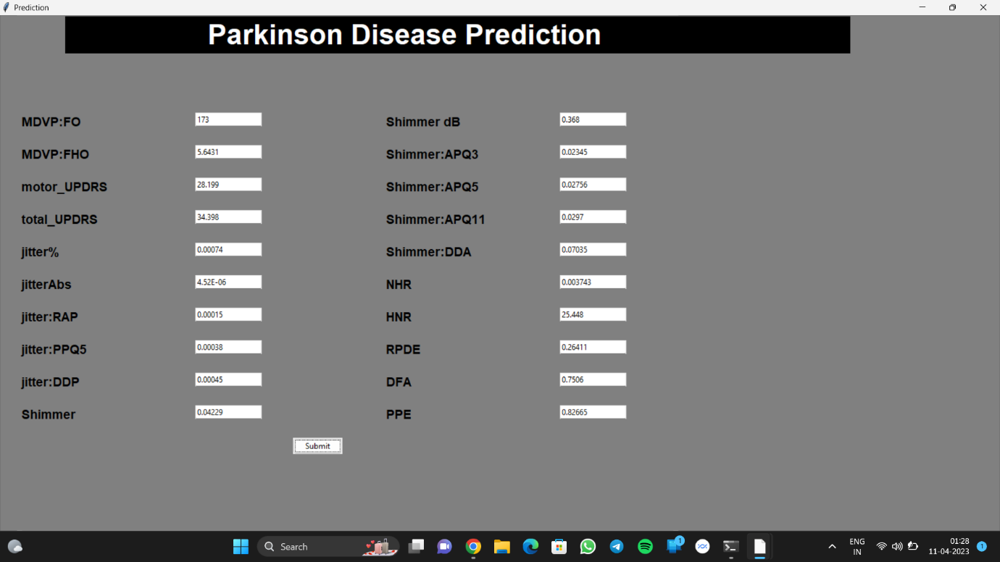 Prediction
Parkinson Disease Prediction
MDVP:FO 173 Shimmer dB 0.368
MDVP:FHO 5.6431 Shimmer:APQ3 0.02345
motor_UPDRS 28.199 Shimmer:APQ5 0.02756
total_UPDRS 34.398 Shimmer:APQ11 0.0297
jitter% 0.00074 Shimmer:DDA 0.07035
jitterAbs 4.52E-06 NHR 0.003743
jitter:RAP 0.00015 HNR 25.448
jitter:PPQ5 0.00038 RPDE 0.26411
jitter:DDP 0.00045 DFA 0.7506
Shimmer 0.04229 PPE 0.82665
Submit
Search
1
ENG
IN
01:28
11-04-2023
1